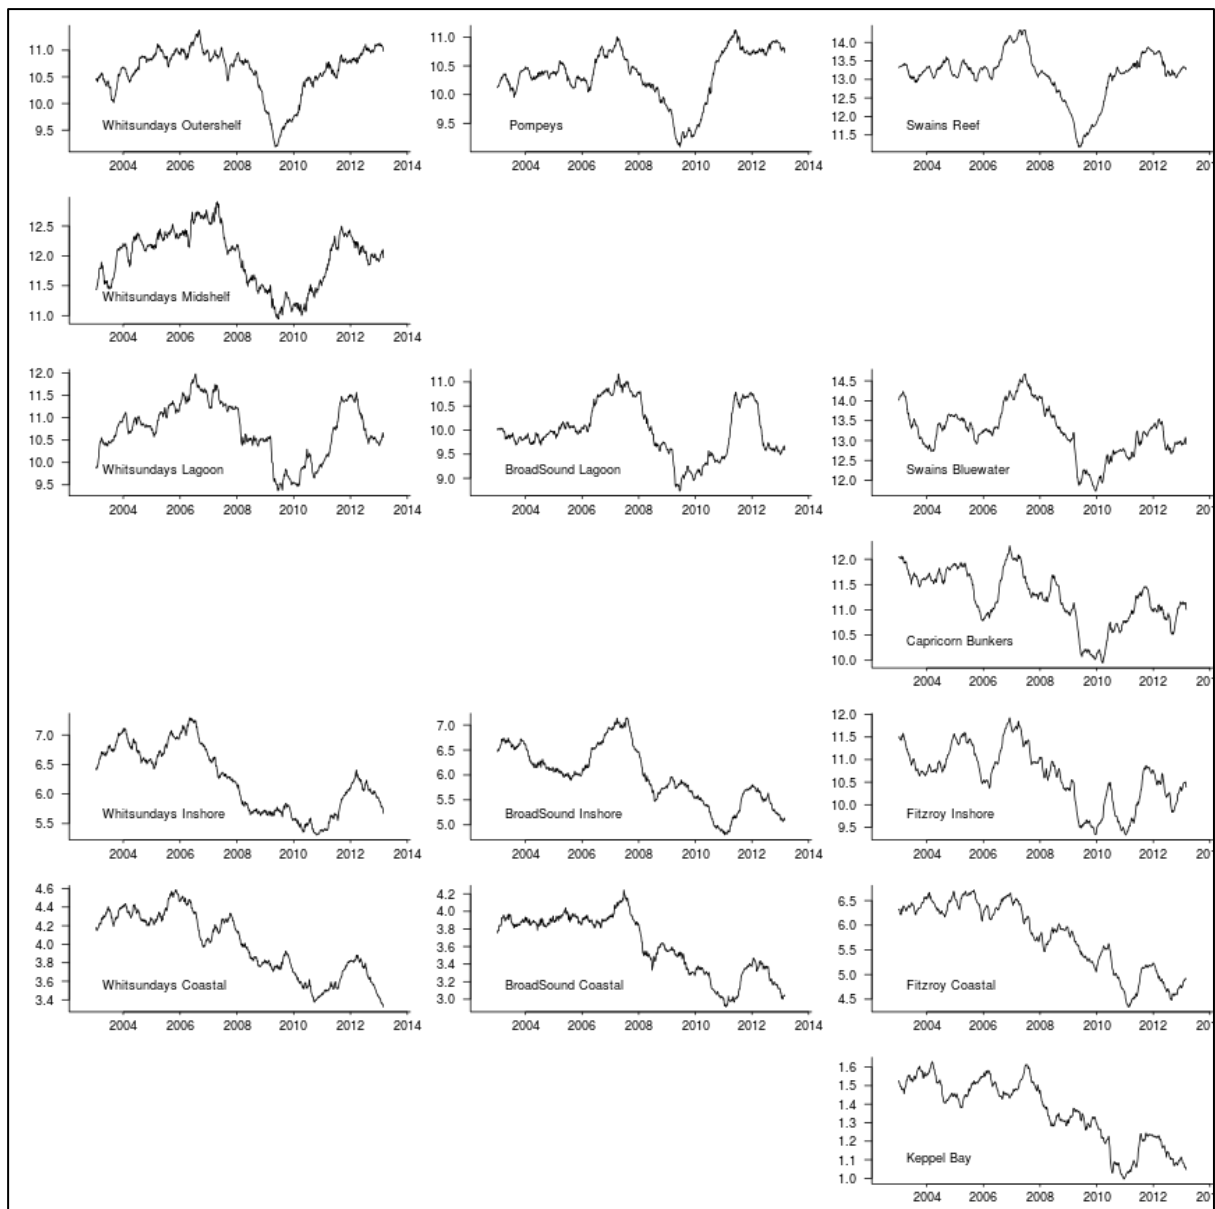 11.0
10.5
10.0
9.5
Whitsundays Outershelf
2004 2006 2008 2010 2012 2014
11.0
10.5
10.0
9.5
Pompeys
2004 2006 2008 2010 2012 2014
14.0
13.5
13.0
12.5
12.0
11.5
Swains Reef
2004 2006 2008 2010 2012 201
12.5
12.0
11.5
11.0
Whitsundays Midshelf
2004 2006 2008 2010 2012 2014
12.0
11.5
11.0
10.5
10.0
9.5
Whitsundays Lagoon
2004 2006 2008 2010 2012 2014
11.0
10.5
10.0
9.5
9.0
BroadSound Lagoon
2004 2006 2008 2010 2012 2014
14.5
14.0
13.5
13.0
12.5
12.0
Swains Bluewater
2004 2006 2008 2010 2012 201
12.0
11.5
11.0
10.5
10.0
Capricorn Bunkers
2004 2006 2008 2010 2012 201
7.0
6.5
6.0
5.5
Whitsundays Inshore
2004 2006 2008 2010 2012 2014
7.0
6.5
6.0
5.5
5.0
BroadSound Inshore
2004 2006 2008 2010 2012 2014
12.0
11.5
11.0
10.5
10.0
9.5
Fitzroy Inshore
2004 2006 2008 2010 2012 201
4.6
4.4
4.2
4.0
3.8
3.6
3.4
Whitsundays Coastal
2004 2006 2008 2010 2012 2014
4.2
4.0
3.8
3.6
3.4
3.2
3.0
BroadSound Coastal
2004 2006 2008 2010 2012 2014
6.5
6.0
5.5
5.0
4.5
Fitzroy Coastal
2004 2006 2008 2010 2012 201
1.6
1.5
1.4
1.3
1.2
1.1
1.0
Keppel Bay
2004 2006 2008 2010 2012 201